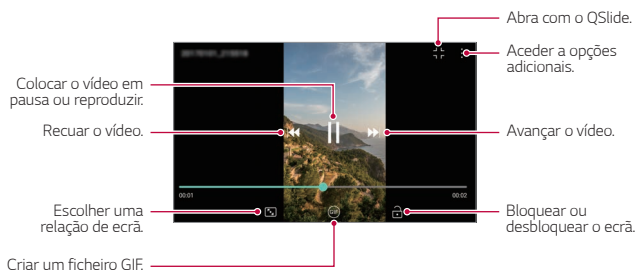 Abra com o QSlide.
Aceder a opções
adicionais.
Colocar o vídeo em
pausa ou reproduzir.
Recuar o vídeo.
Avançar o vídeo.
00:01
00:02
GIF
Escolher uma
relação de ecrã.
Bloquear ou
desbloquear o ecrã.
Criar um ficheiro GIF.